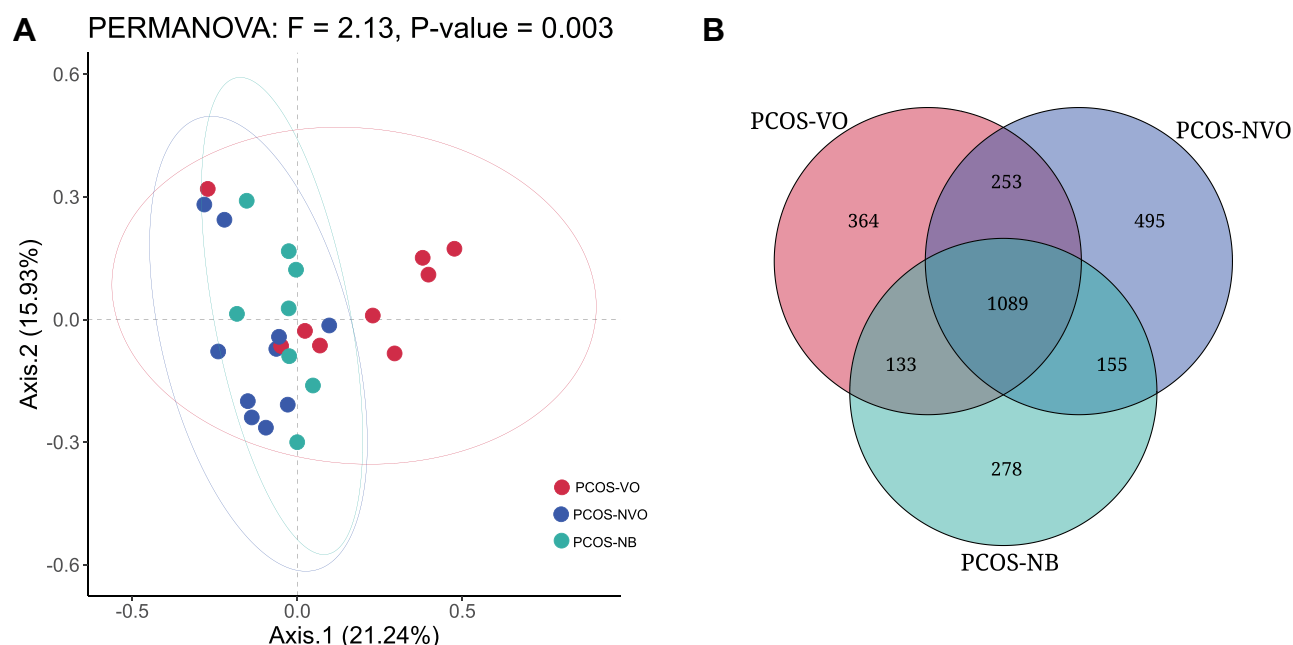 A
PERMANOVA: F = 2.13, P-value = 0.003
0.6
0.3
0.0
-0.3
-0.6
Axis.2 (15.93%)
-0.5
0.0
0.5
Axis.1 (21.24%)
PCOS-VO
PCOS-NVO
PCOS-NB
B
PCOS-VO
PCOS-NVO
253
364
495
1089
133
155
278
PCOS-NB